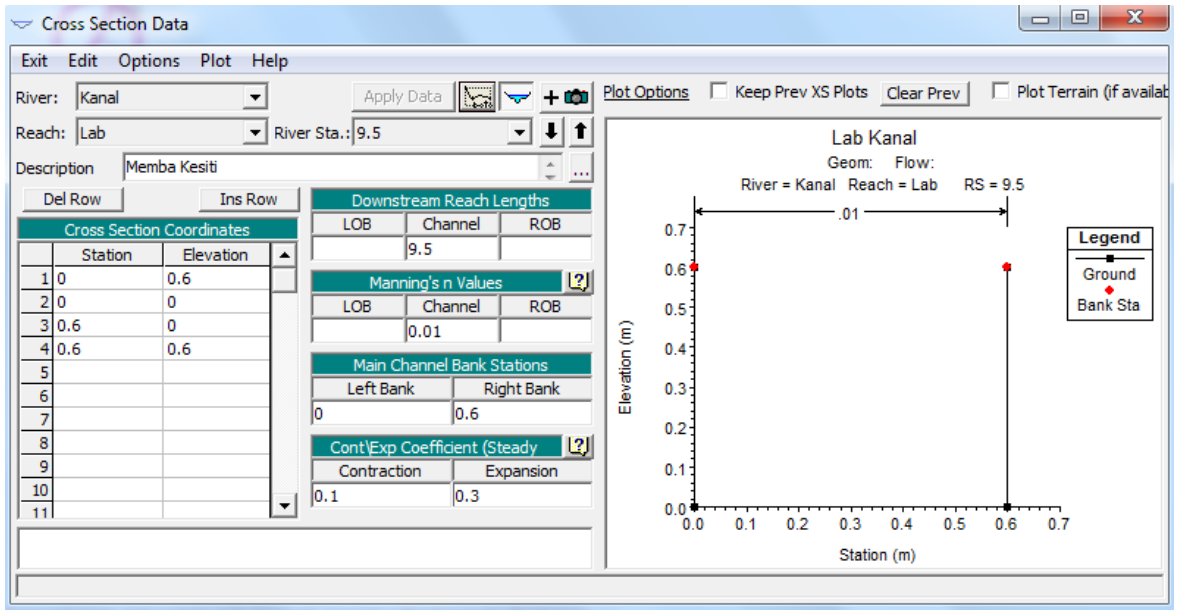 Cross Section Data
Exit Edit Options Plot Help
River: Kanal Apply Data
Reach: Lab River Sta.: 9.5
Description Memba Kesiti ...
Del Row Ins Row
Cross Section Coordinates
Station Elevation
1 0 0.6
2 0 0
3 0.6 0
4 0.6 0.6
5
6
7
8
9
10
11
Downstream Reach Lengths
LOB Channel ROB
9.5
Manning's n Values
LOB Channel ROB
0.01
Main Channel Bank Stations
Left Bank Right Bank
0 0.6
Cont\Exp Coefficient (Steady
Contraction Expansion
0.1 0.3
Plot Options Keep Prev XS Plots Clear Prev Plot Terrain (if availab
Lab Kanal
Geom: Flow:
River = Kanal Reach = Lab RS = 9.5
.01
Legend
Ground
Bank Sta
Elevation (m)
0.7
0.6
0.5
0.4
0.3
0.2
0.1
0.0
0.0 0.1 0.2 0.3 0.4 0.5 0.6 0.7
Station (m)